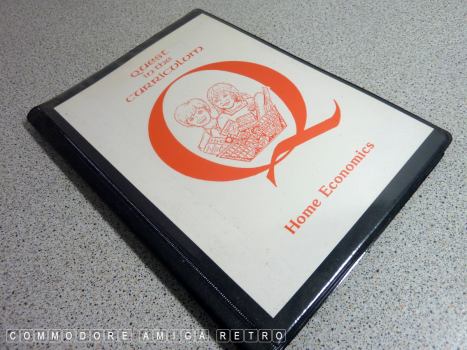 Quest
in the
Curriculum
Q
Home Economics
COMMODORE AMIGA RETRO